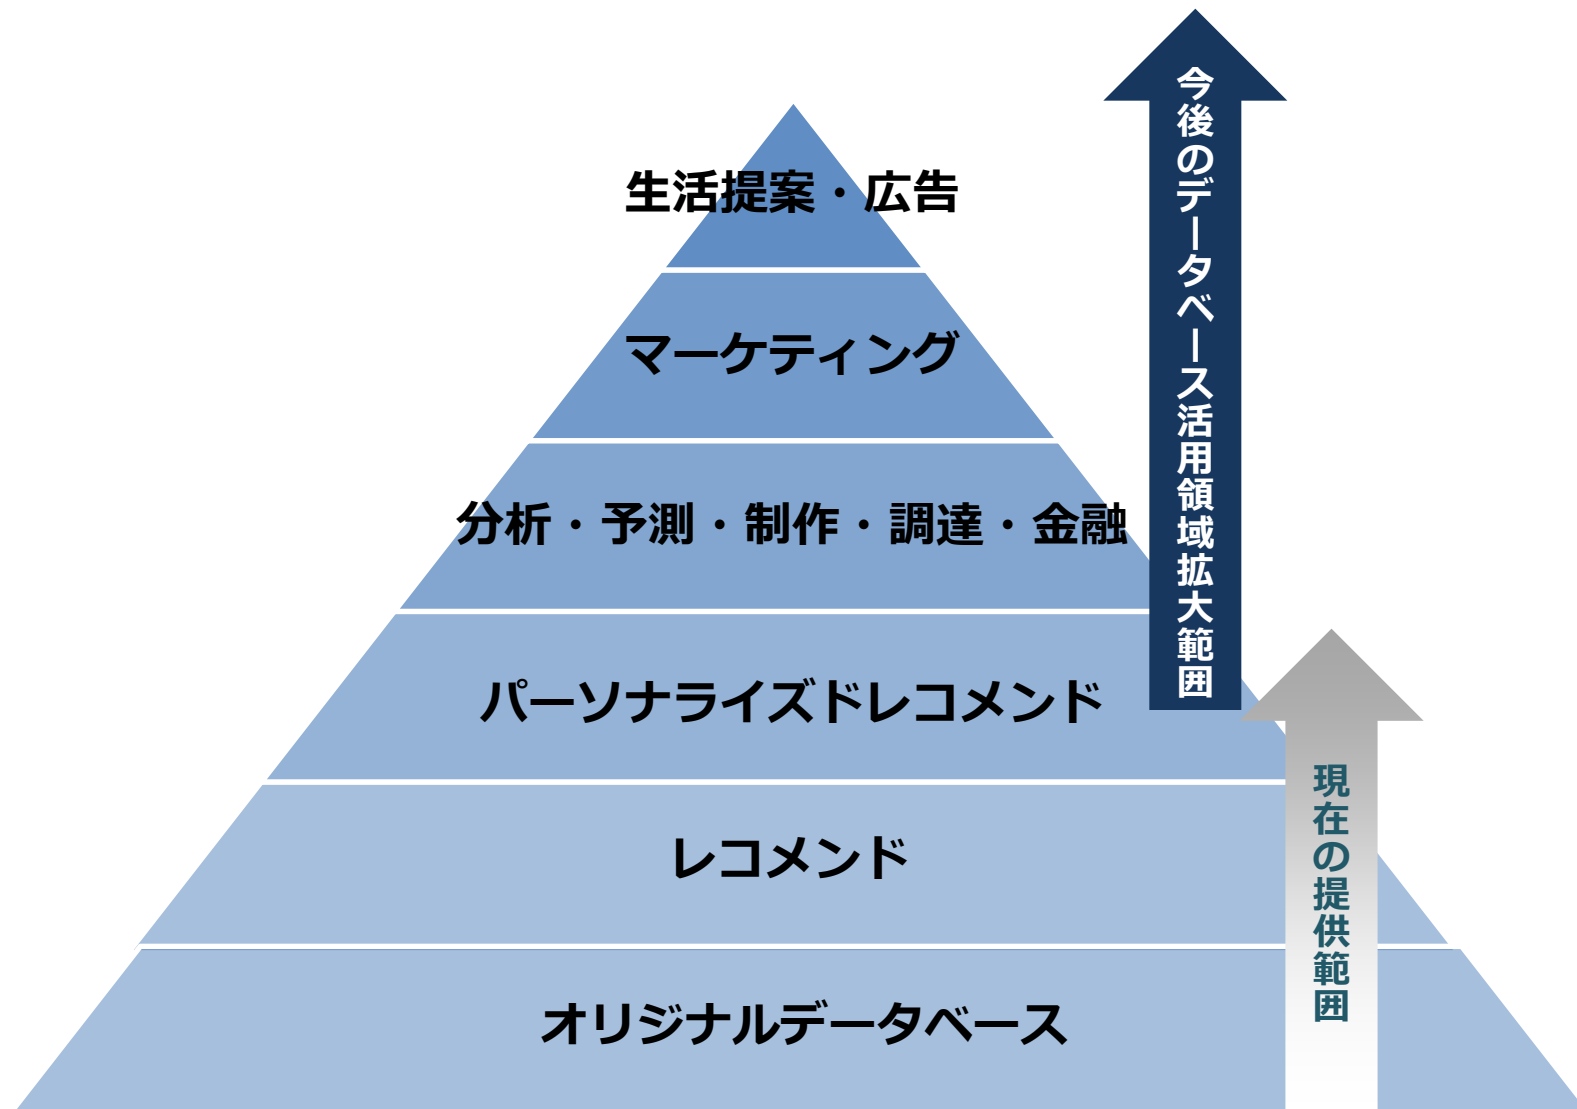 生活提案・広告
マーケティング
分析・予測・制作・調達・金融
パーソナライズドレコメンド
レコメンド
オリジナルデータベース
今後のデータベース活用領域拡大範囲
現在の提供範囲